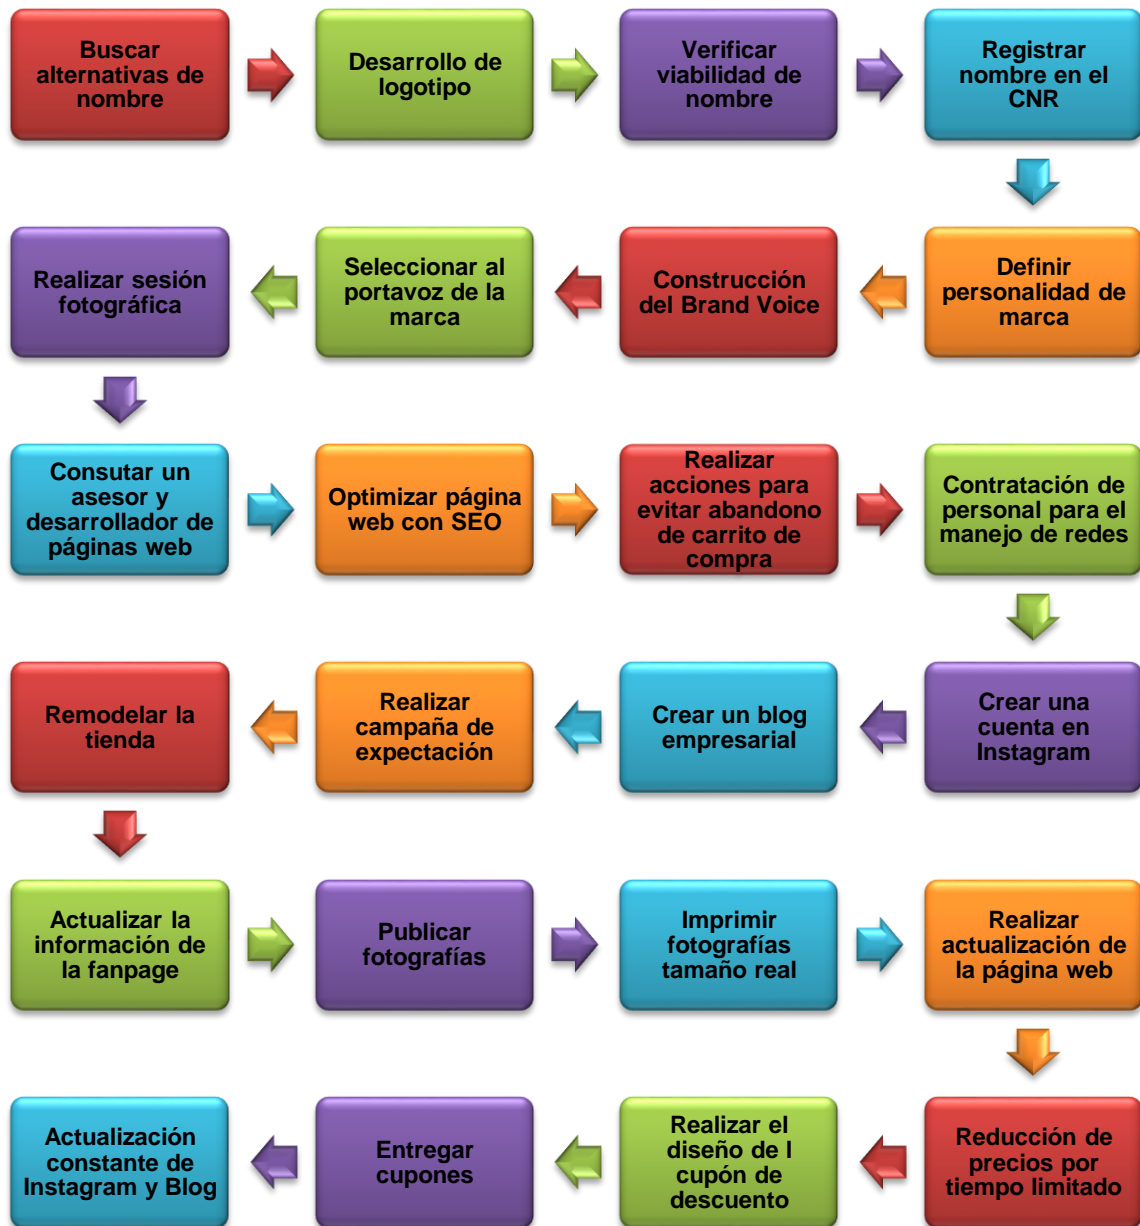 Buscar
alternativas de
nombre
Desarrollo de
logotipo
Verificar
viabilidad de
nombre
Registrar
nombre en el
CNR
Definir
personalidad de
marca
Construcción
del Brand Voice
Seleccionar al
portavoz de la
marca
Realizar sesión
fotográfica
Consutar un
asesor y
desarrollador de
páginas web
Optimizar página
web con SEO
Realizar
acciones para
evitar abandono
de carrito de
compra
Contratación de
personal para el
manejo de redes
Crear una
cuenta en
Instagram
Crear un blog
empresarial
Realizar
campaña de
expectación
Remodelar la
tienda
Actualizar la
información de
la fanpage
Publicar
fotografías
Imprimir
fotografías
tamaño real
Realizar
actualización de
la página web
Reducción de
precios por
tiempo limitado
Realizar el
diseño de l
cupón de
descuento
Entregar
cupones
Actualización
constante de
Instagram y Blog